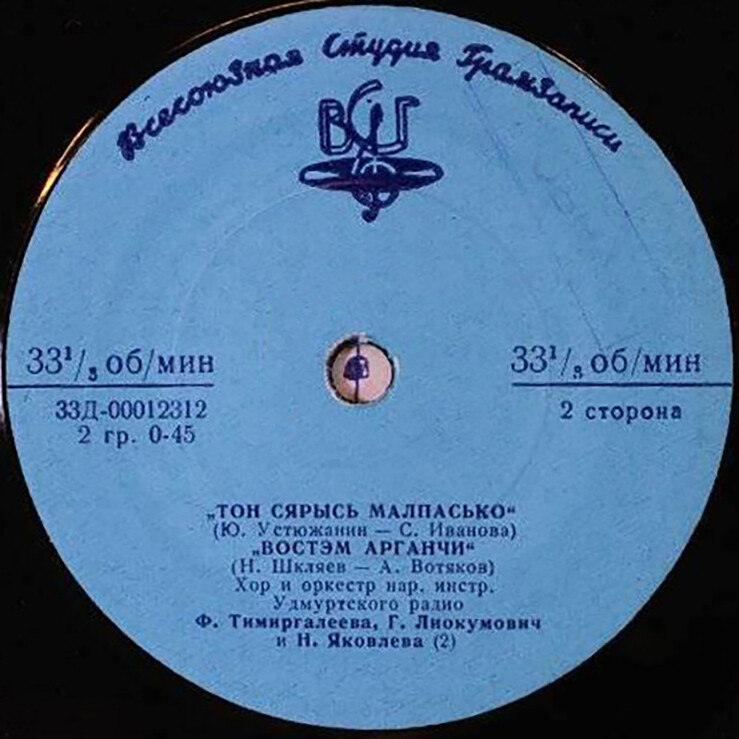 Всесоюзная Студия Грамзаписи
ВСГ
33¹/₃ об/мин
33Д-00012312
2 гр. 0-45
33¹/₃ об/мин
2 сторона
„ТОН СЯРЫСЬ МАЛПАСЬКО“
(Ю. Устюжанин — С. Иванова)
„ВОСТЭМ АРГАНЧИ“
(Н. Шкляев — А. Вотяков)
Хор и оркестр нар. инстр.
Удмуртского радио
Ф. Тимиргалеева, Г. Лиокумович
и Н. Яковлева (2)